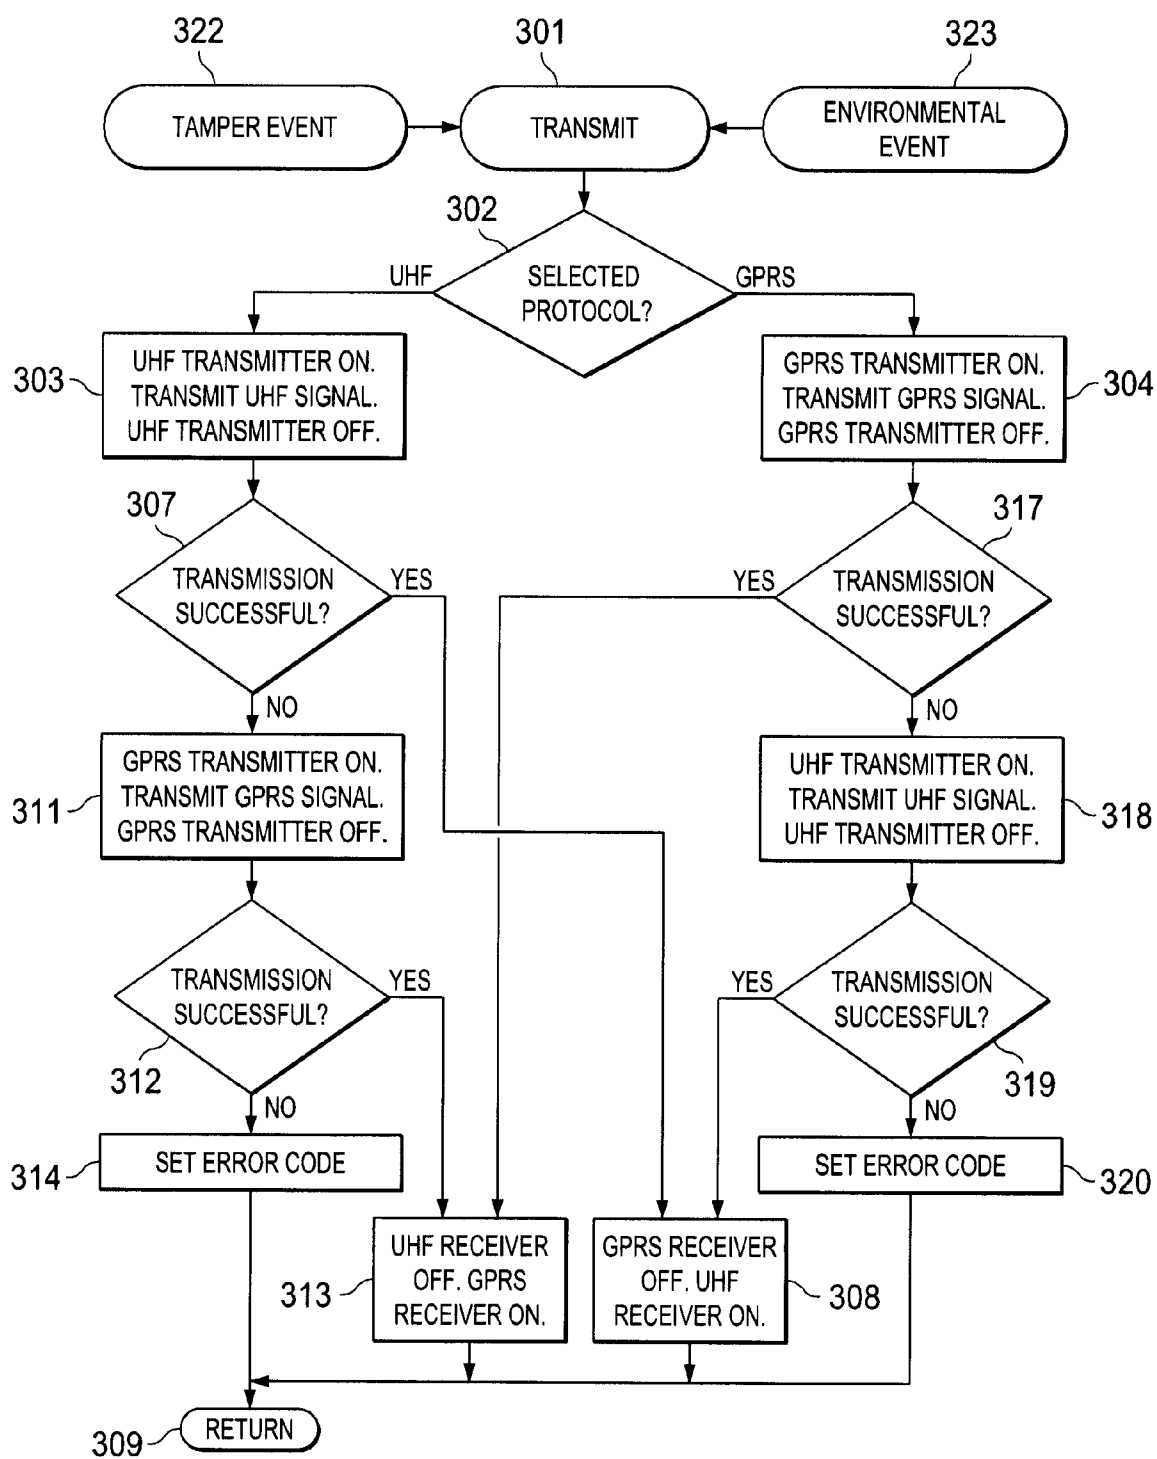 322
301
323
TAMPER EVENT
TRANSMIT
ENVIRONMENTAL
EVENT
302
UHF
SELECTED
PROTOCOL?
GPRS
303
UHF TRANSMITTER ON.
TRANSMIT UHF SIGNAL.
UHF TRANSMITTER OFF.
GPRS TRANSMITTER ON.
TRANSMIT GPRS SIGNAL.
GPRS TRANSMITTER OFF.
304
307
TRANSMISSION
SUCCESSFUL?
YES
NO
317
YES
TRANSMISSION
SUCCESSFUL?
NO
311
GPRS TRANSMITTER ON.
TRANSMIT GPRS SIGNAL.
GPRS TRANSMITTER OFF.
UHF TRANSMITTER ON.
TRANSMIT UHF SIGNAL.
UHF TRANSMITTER OFF.
318
TRANSMISSION
SUCCESSFUL?
YES
312
NO
YES
TRANSMISSION
SUCCESSFUL?
319
NO
314
SET ERROR CODE
SET ERROR CODE
320
313
UHF RECEIVER
OFF. GPRS
RECEIVER ON.
GPRS RECEIVER
OFF. UHF
RECEIVER ON.
308
309
RETURN